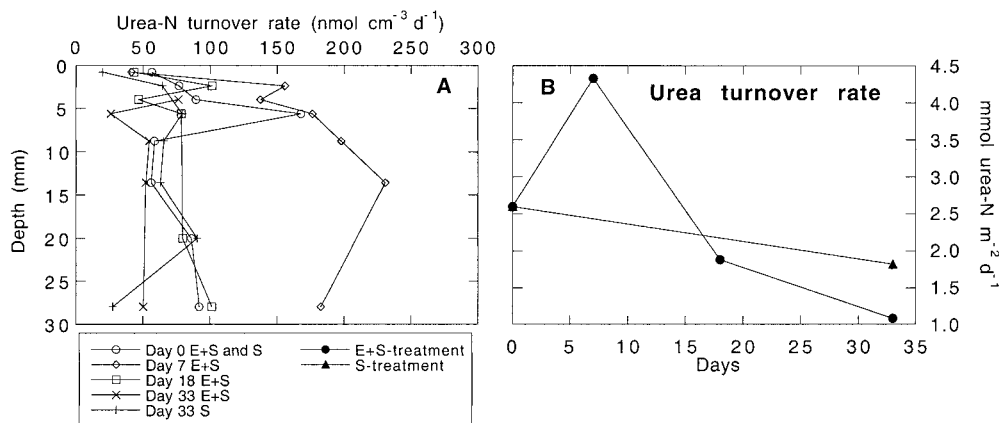 Urea-N turnover rate (nmol cm⁻³ d⁻¹)
0 50 100 150 200 250 300
0
5
10
15
20
25
30
Depth (mm)
A
B
Urea turnover rate
4.5
4.0
3.5
3.0
2.5
2.0
1.5
1.0
mmol urea-N m⁻² d⁻¹
0 5 10 15 20 25 30 35
Days
Day 0 E+S and S
Day 7 E+S
Day 18 E+S
Day 33 E+S
Day 33 S
E+S-treatment
S-treatment